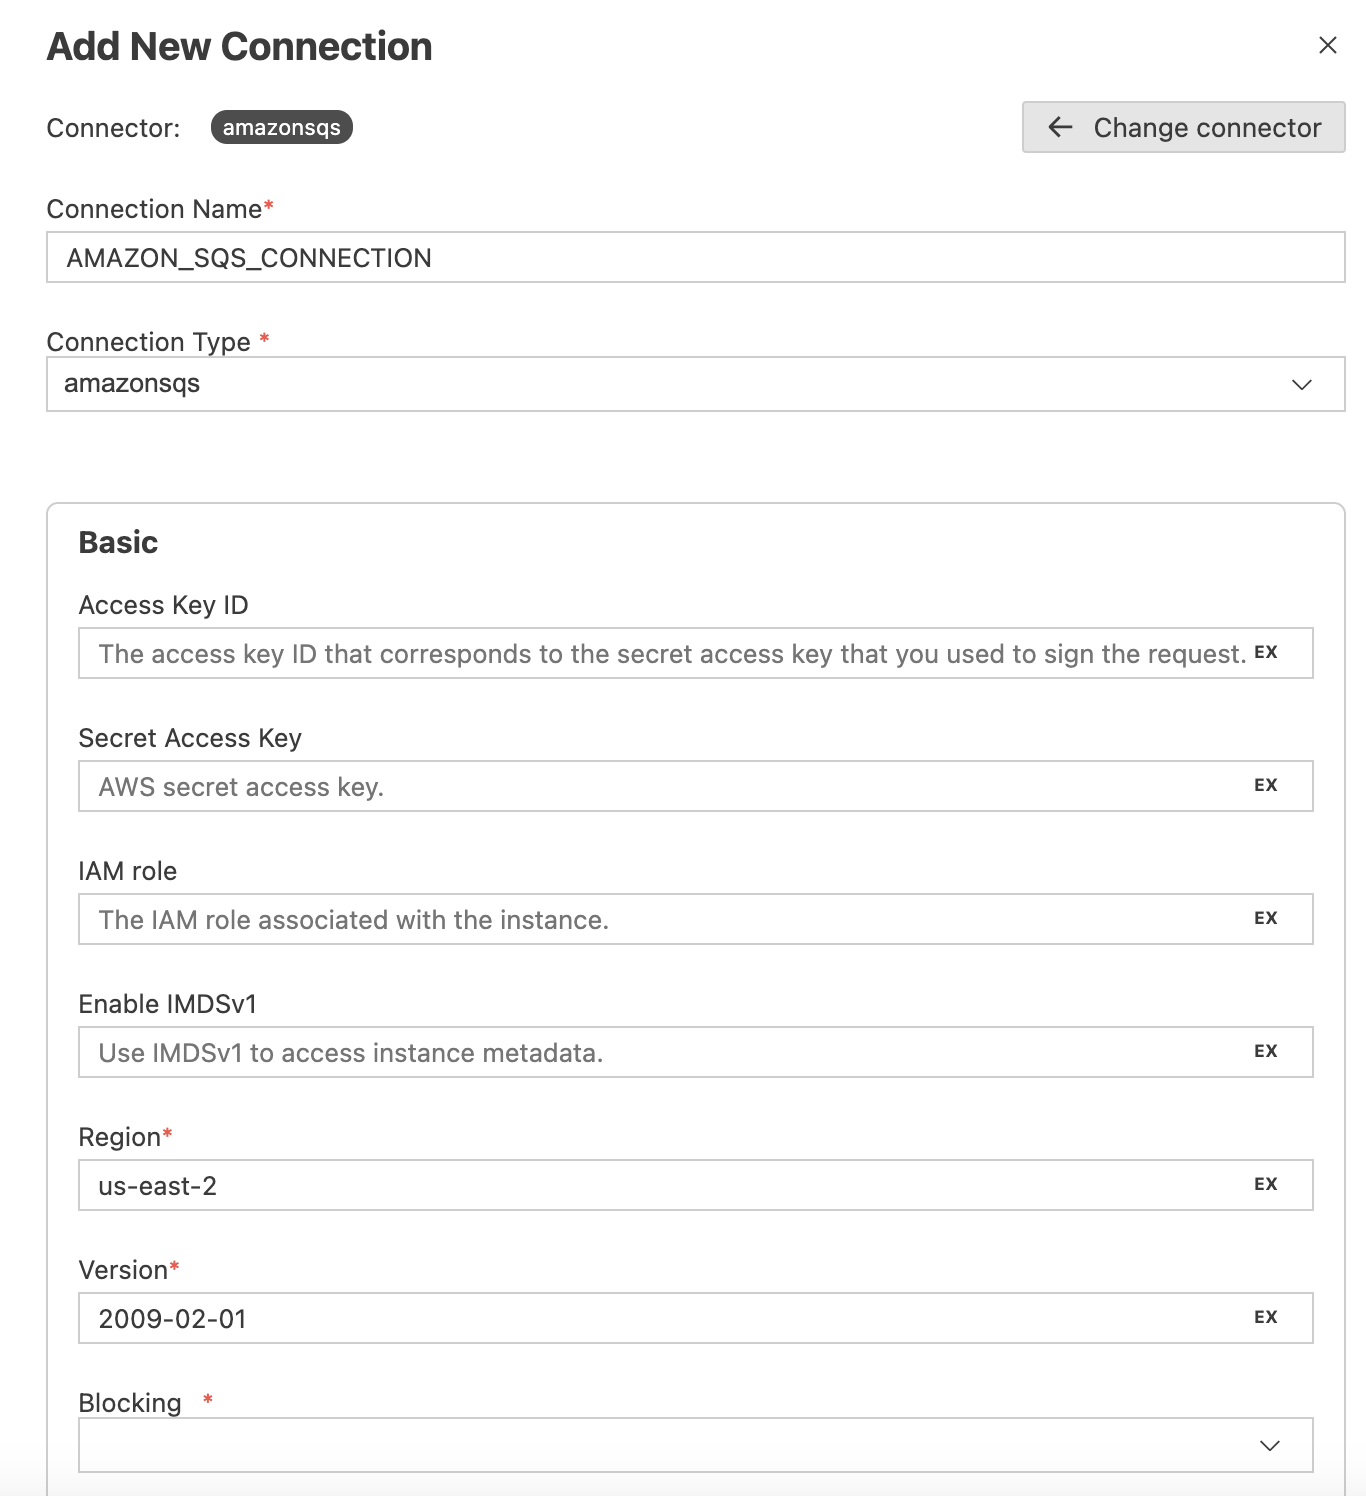 Add New Connection
Connector: amazonsqs
Change connector
Connection Name*
AMAZON_SQS_CONNECTION
Connection Type *
amazonsqs
Basic
Access Key ID
The access key ID that corresponds to the secret access key that you used to sign the request. EX
Secret Access Key
AWS secret access key. EX
IAM role
The IAM role associated with the instance. EX
Enable IMDSv1
Use IMDSv1 to access instance metadata. EX
Region*
us-east-2 EX
Version*
2009-02-01 EX
Blocking *